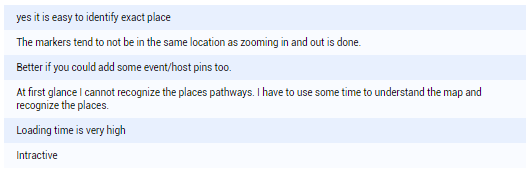 yes it is easy to identify exact place
The markers tend to not be in the same location as zooming in and out is done.
Better if you could add some event/host pins too.
At first glance I cannot recognize the places pathways. I have to use some time to understand the map and
recognize the places.
Loading time is very high
Intractive